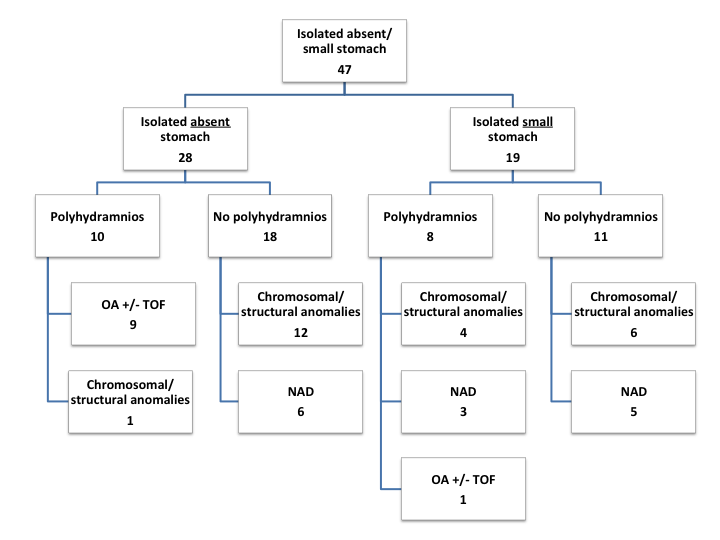 Isolated absent/
small stomach
47
Isolated absent
stomach
28
Isolated small
stomach
19
Polyhydramnios
10
No polyhydramnios
18
Polyhydramnios
8
No polyhydramnios
11
OA +/- TOF
9
Chromosomal/
structural anomalies
12
Chromosomal/
structural anomalies
4
Chromosomal/
structural anomalies
6
Chromosomal/
structural anomalies
1
NAD
6
NAD
3
NAD
5
OA +/- TOF
1